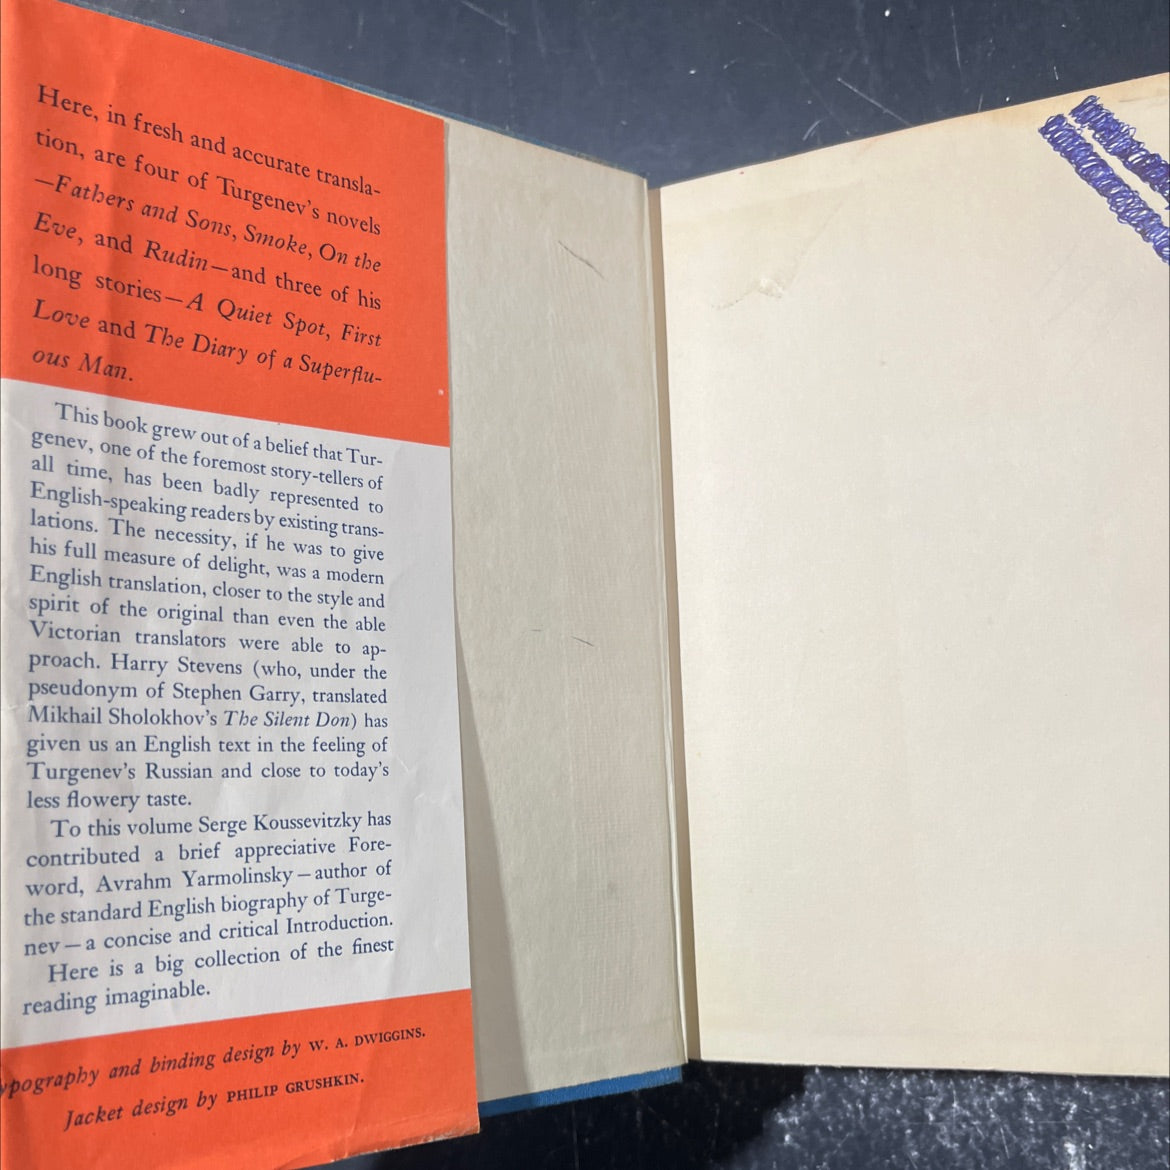 Here, in fresh and accurate transla-
tion, are four of Turgenev's novels
—Fathers and Sons, Smoke, On the
Eve, and Rudin—and three of his
long stories—A Quiet Spot, First
Love and The Diary of a Superflu-
ous Man.
This book grew out of a belief that Tur-
genev, one of the foremost story-tellers of
all time, has been badly represented to
English-speaking readers by existing trans-
lations. The necessity, if he was to give
his full measure of delight, was a modern
English translation, closer to the style and
spirit of the original than even the able
Victorian translators were able to ap-
proach. Harry Stevens (who, under the
pseudonym of Stephen Garry, translated
Mikhail Sholokhov's The Silent Don) has
given us an English text in the feeling of
Turgenev's Russian and close to today's
less flowery taste.
To this volume Serge Koussevitzky has
contributed a brief appreciative Fore-
word, Avrahm Yarmolinsky—author of
the standard English biography of Turge-
nev—a concise and critical Introduction.
Here is a big collection of the finest
reading imaginable.
ypography and binding design by W. A. DWIGGINS.
Jacket design by PHILIP GRUSHKIN.